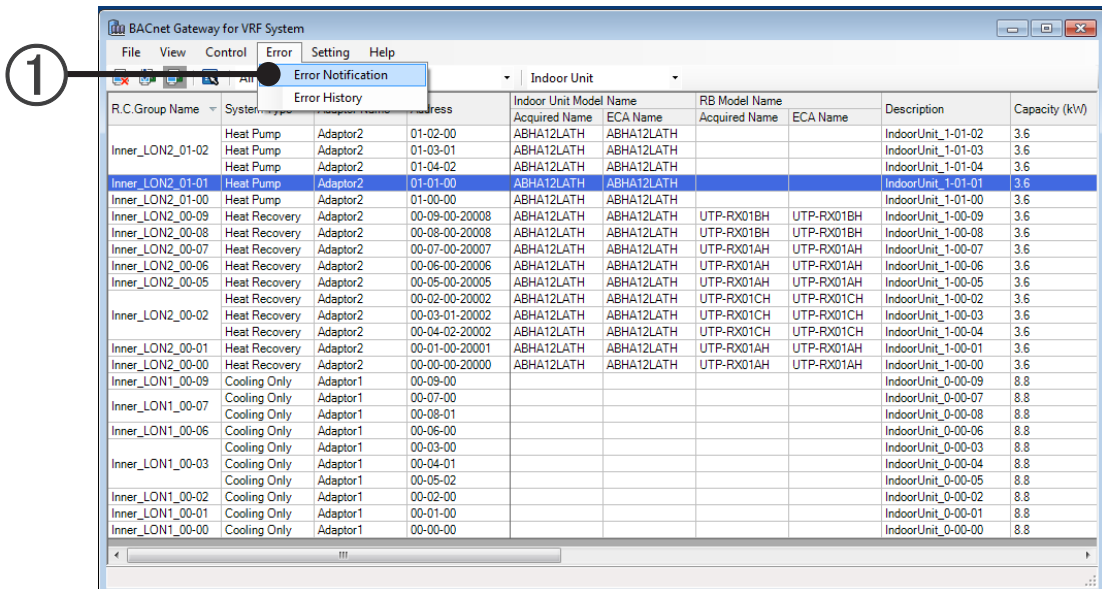 BACnet Gateway for VRF System
File View Control Error Setting Help
①
All Indoor Unit
Error Notification
Error History
R.C.Group Name System Address Indoor Unit Model Name RB Model Name Description Capacity (kW)
Acquired Name ECA Name Acquired Name ECA Name
Heat Pump Adaptor2 01-02-00 ABHA12LATH ABHA12LATH IndoorUnit_1-01-02 3.6
Inner_LON2_01-02 Heat Pump Adaptor2 01-03-01 ABHA12LATH ABHA12LATH IndoorUnit_1-01-03 3.6
Heat Pump Adaptor2 01-04-02 ABHA12LATH ABHA12LATH IndoorUnit_1-01-04 3.6
Inner_LON2_01-01 Heat Pump Adaptor2 01-01-00 ABHA12LATH ABHA12LATH IndoorUnit_1-01-01 3.6
Inner_LON2_01-00 Heat Pump Adaptor2 01-00-00 ABHA12LATH ABHA12LATH IndoorUnit_1-01-00 3.6
Inner_LON2_00-09 Heat Recovery Adaptor2 00-09-00-20008 ABHA12LATH ABHA12LATH UTP-RX01BH UTP-RX01BH IndoorUnit_1-00-09 3.6
Inner_LON2_00-08 Heat Recovery Adaptor2 00-08-00-20008 ABHA12LATH ABHA12LATH UTP-RX01BH UTP-RX01BH IndoorUnit_1-00-08 3.6
Inner_LON2_00-07 Heat Recovery Adaptor2 00-07-00-20007 ABHA12LATH ABHA12LATH UTP-RX01AH UTP-RX01AH IndoorUnit_1-00-07 3.6
Inner_LON2_00-06 Heat Recovery Adaptor2 00-06-00-20006 ABHA12LATH ABHA12LATH UTP-RX01AH UTP-RX01AH IndoorUnit_1-00-06 3.6
Inner_LON2_00-05 Heat Recovery Adaptor2 00-05-00-20005 ABHA12LATH ABHA12LATH UTP-RX01AH UTP-RX01AH IndoorUnit_1-00-05 3.6
Heat Recovery Adaptor2 00-02-00-20002 ABHA12LATH ABHA12LATH UTP-RX01CH UTP-RX01CH IndoorUnit_1-00-02 3.6
Inner_LON2_00-02 Heat Recovery Adaptor2 00-03-01-20002 ABHA12LATH ABHA12LATH UTP-RX01CH UTP-RX01CH IndoorUnit_1-00-03 3.6
Heat Recovery Adaptor2 00-04-02-20002 ABHA12LATH ABHA12LATH UTP-RX01CH UTP-RX01CH IndoorUnit_1-00-04 3.6
Inner_LON2_00-01 Heat Recovery Adaptor2 00-01-00-20001 ABHA12LATH ABHA12LATH UTP-RX01AH UTP-RX01AH IndoorUnit_1-00-01 3.6
Inner_LON2_00-00 Heat Recovery Adaptor2 00-00-00-20000 ABHA12LATH ABHA12LATH UTP-RX01AH UTP-RX01AH IndoorUnit_1-00-00 3.6
Inner_LON1_00-09 Cooling Only Adaptor1 00-09-00 IndoorUnit_0-00-09 8.8
Cooling Only Adaptor1 00-07-00 IndoorUnit_0-00-07 8.8
Inner_LON1_00-07
Cooling Only Adaptor1 00-08-01 IndoorUnit_0-00-08 8.8
Inner_LON1_00-06 Cooling Only Adaptor1 00-06-00 IndoorUnit_0-00-06 8.8
Cooling Only Adaptor1 00-03-00 IndoorUnit_0-00-03 8.8
Inner_LON1_00-03 Cooling Only Adaptor1 00-04-01 IndoorUnit_0-00-04 8.8
Cooling Only Adaptor1 00-05-02 IndoorUnit_0-00-05 8.8
Inner_LON1_00-02 Cooling Only Adaptor1 00-02-00 IndoorUnit_0-00-02 8.8
Inner_LON1_00-01 Cooling Only Adaptor1 00-01-00 IndoorUnit_0-00-01 8.8
Inner_LON1_00-00 Cooling Only Adaptor1 00-00-00 IndoorUnit_0-00-00 8.8